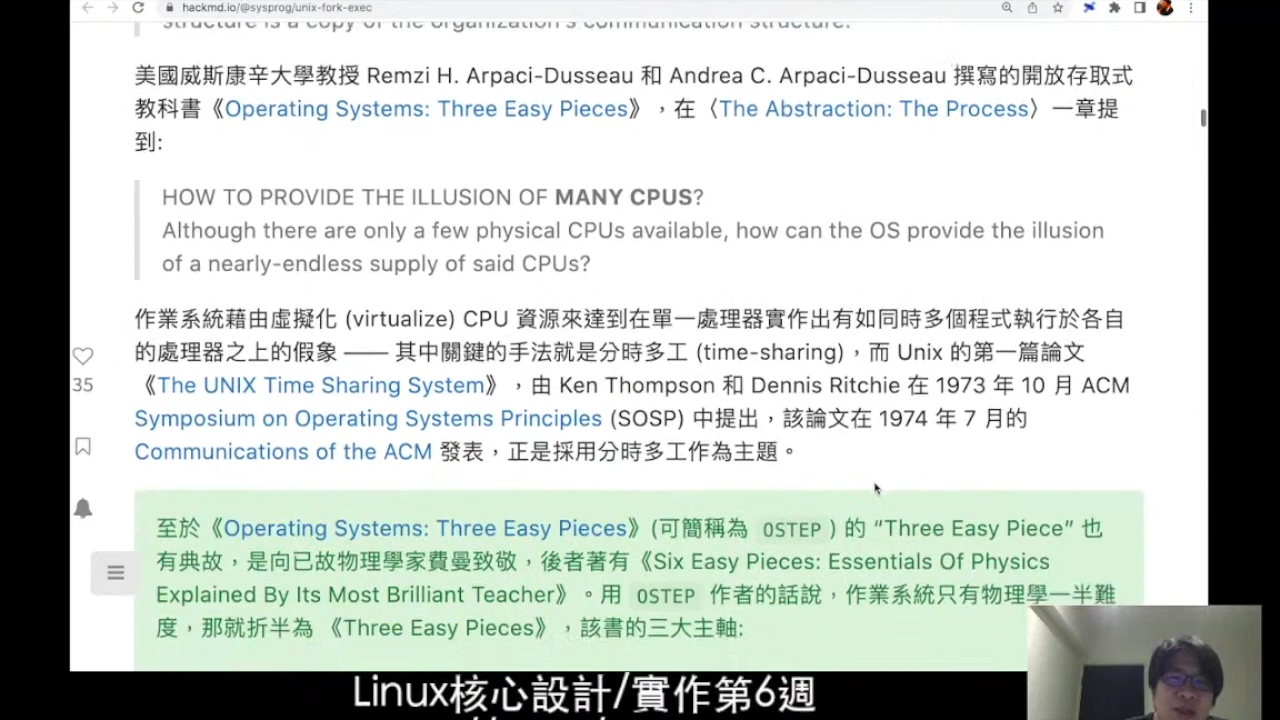 hackmd.io/@sysprog/unix-fork-exec
structure is a copy of the organization's communication structure.
美國威斯康辛大學教授 Remzi H. Arpaci-Dusseau 和 Andrea C. Arpaci-Dusseau 撰寫的開放存取式
教科書《Operating Systems: Three Easy Pieces》，在〈The Abstraction: The Process〉一章提
到:
HOW TO PROVIDE THE ILLUSION OF MANY CPUS?
Although there are only a few physical CPUs available, how can the OS provide the illusion
of a nearly-endless supply of said CPUs?
作業系統藉由虛擬化 (virtualize) CPU 資源來達到在單一處理器實作出有如同時多個程式執行於各自
的處理器之上的假象 —— 其中關鍵的手法就是分時多工 (time-sharing)，而 Unix 的第一篇論文
《The UNIX Time Sharing System》，由 Ken Thompson 和 Dennis Ritchie 在 1973 年 10 月 ACM
Symposium on Operating Systems Principles (SOSP) 中提出，該論文在 1974 年 7 月的
Communications of the ACM 發表，正是採用分時多工作為主題。
35
至於《Operating Systems: Three Easy Pieces》(可簡稱為 OSTEP) 的 “Three Easy Piece” 也
有典故，是向已故物理學家費曼致敬，後者著有《Six Easy Pieces: Essentials Of Physics
Explained By Its Most Brilliant Teacher》。用 OSTEP 作者的話說，作業系統只有物理學一半難
度，那就折半為 《Three Easy Pieces》，該書的三大主軸:
Linux核心設計/實作第6週